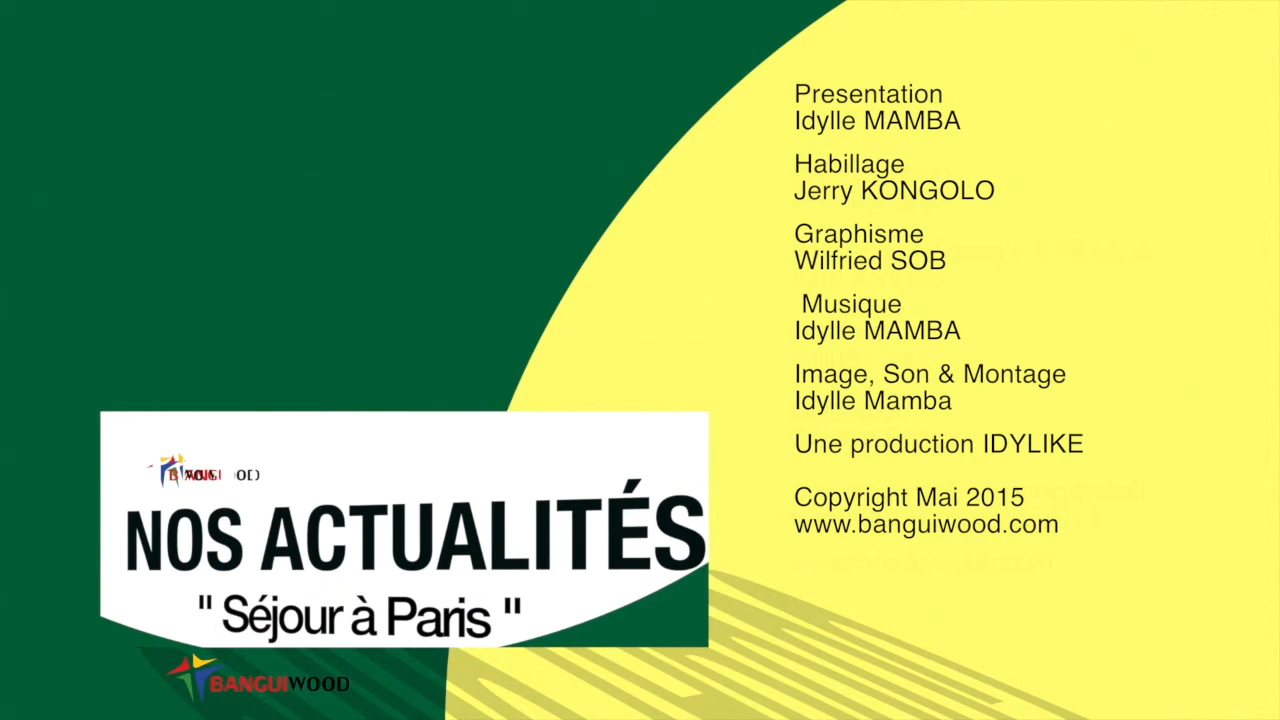 Presentation
Idylle MAMBA
Habillage
Jerry KONGOLO
Graphisme
Wilfried SOB
Musique
Idylle MAMBA
Image, Son & Montage
Idylle Mamba
Une production IDYLIKE
Copyright Mai 2015
www.banguiwood.com
NOS ACTUALITÉS
" Séjour à Paris "
BANGUIWOOD